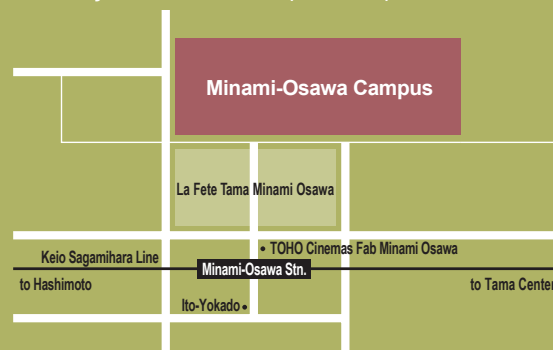 Minami-Osawa Campus
La Fete Tama Minami Osawa
• TOHO Cinemas Fab Minami Osawa
Keio Sagamihara Line
Minami-Osawa Stn.
to Hashimoto
to Tama Center
Ito-Yokado •